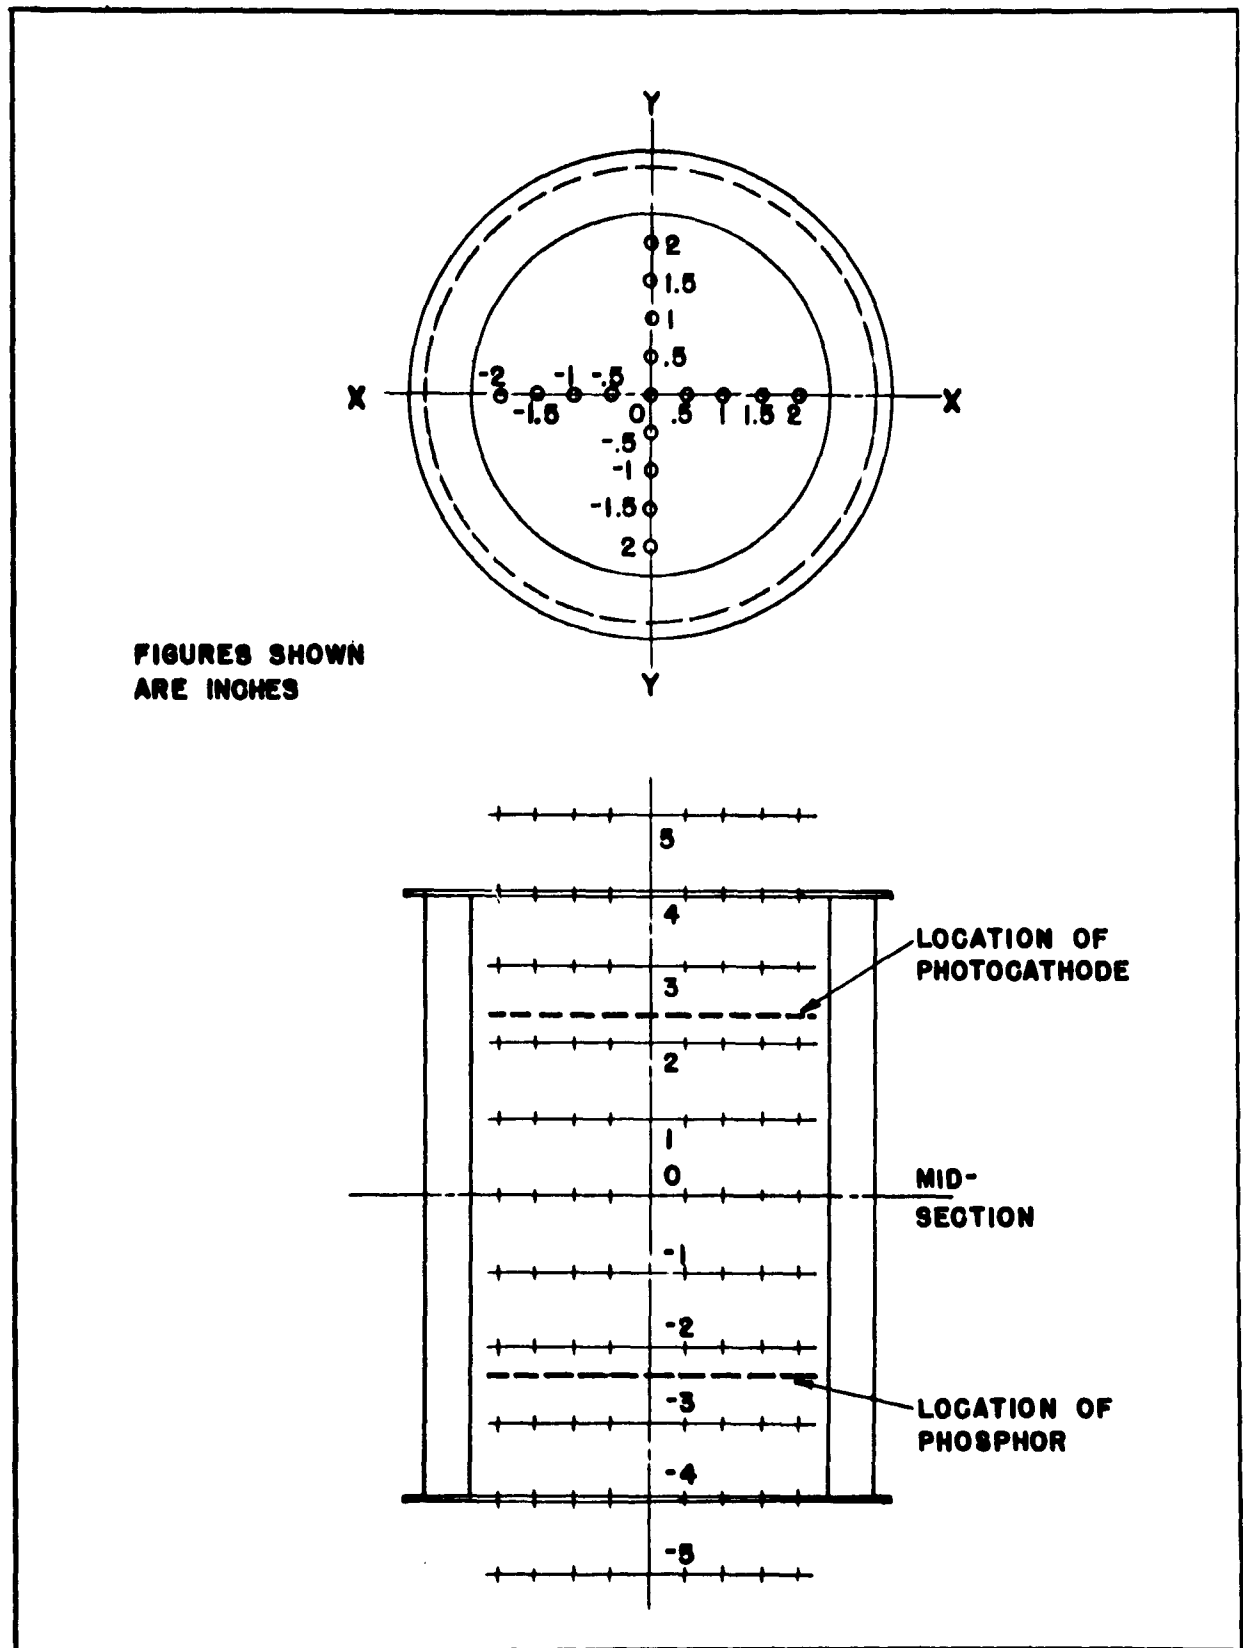 Y
2
1.5
1
.5
-2 -1 -.5
X X
-1.5 0 .5 1 1.5 2
-.5
-1
-1.5
2
Y
FIGURES SHOWN
ARE INCHES
5
4
LOCATION OF
PHOTOCATHODE
3
2
1
0
MID-
SECTION
-1
-2
-3
LOCATION OF
PHOSPHOR
-4
-5